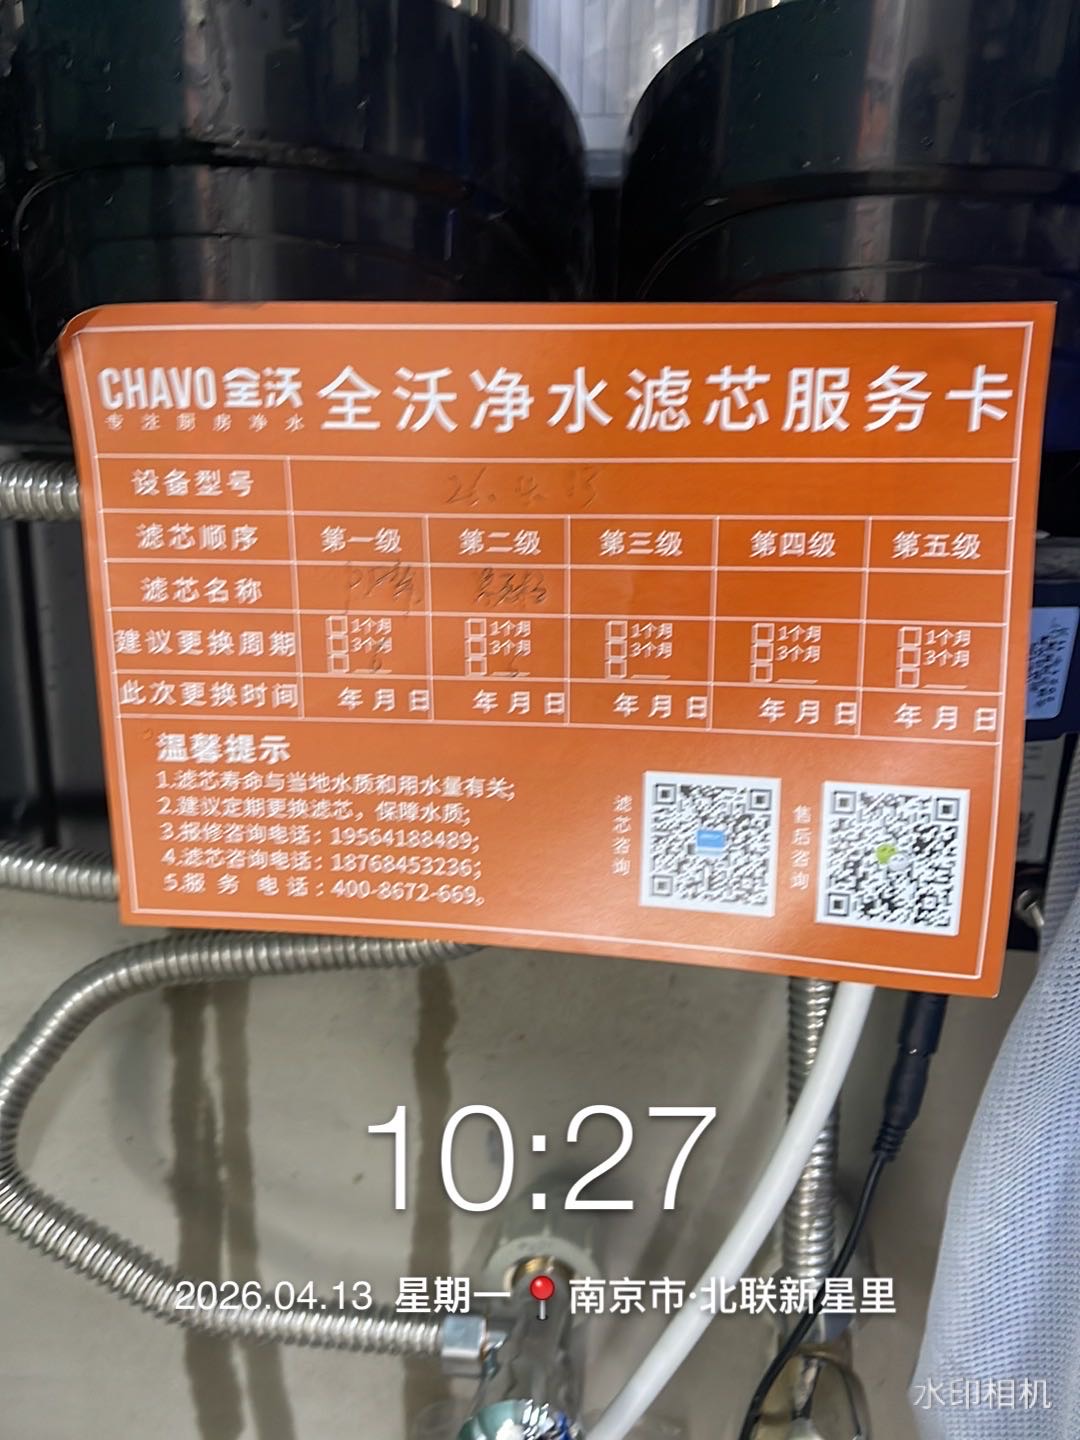 CHAVO 全沃 全沃净水滤芯服务卡
专注厨房净水
设备型号 26.4.13
滤芯顺序 第一级 第二级 第三级 第四级 第五级
滤芯名称
建议更换周期 1个月 1个月 1个月 1个月 1个月
3个月 3个月 3个月 3个月 3个月
此次更换时间 年月日 年月日 年月日 年月日 年月日
温馨提示
1.滤芯寿命与当地水质和用水量有关;
2.建议定期更换滤芯，保障水质;
3.报修咨询电话：19564188489;
4.滤芯咨询电话：18768453236;
5.服务电话：400-8672-669。
滤芯咨询
售后咨询
10:27
2026.04.13 星期一 南京市·北联新星里
水印相机